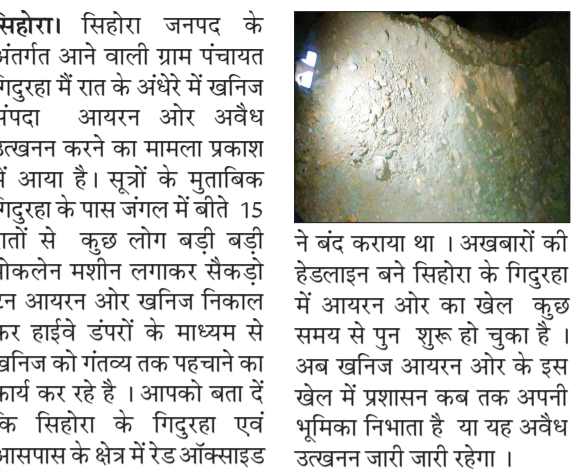 सिहोरा। सिहोरा जनपद के
अंतर्गत आने वाली ग्राम पंचायत
गिदुरहा मैं रात के अंधेरे में खनिज
संपदा आयरन ओर अवैध
उत्खनन करने का मामला प्रकाश
में आया है। सूत्रों के मुताबिक
गिदुरहा के पास जंगल में बीते 15
रातों से कुछ लोग बड़ी बड़ी
पोकलेन मशीन लगाकर सैकड़ो
टन आयरन ओर खनिज निकाल
कर हाईवे डंपरों के माध्यम से
खनिज को गंतव्य तक पहचाने का
कार्य कर रहे है । आपको बता दें
कि सिहोरा के गिदुरहा एवं
आसपास के क्षेत्र में रेड ऑक्साइड
ने बंद कराया था । अखबारों की
हेडलाइन बने सिहोरा के गिदुरहा
में आयरन ओर का खेल कुछ
समय से पुन शुरू हो चुका है ।
अब खनिज आयरन ओर के इस
खेल में प्रशासन कब तक अपनी
भूमिका निभाता है या यह अवैध
उत्खनन जारी जारी रहेगा ।